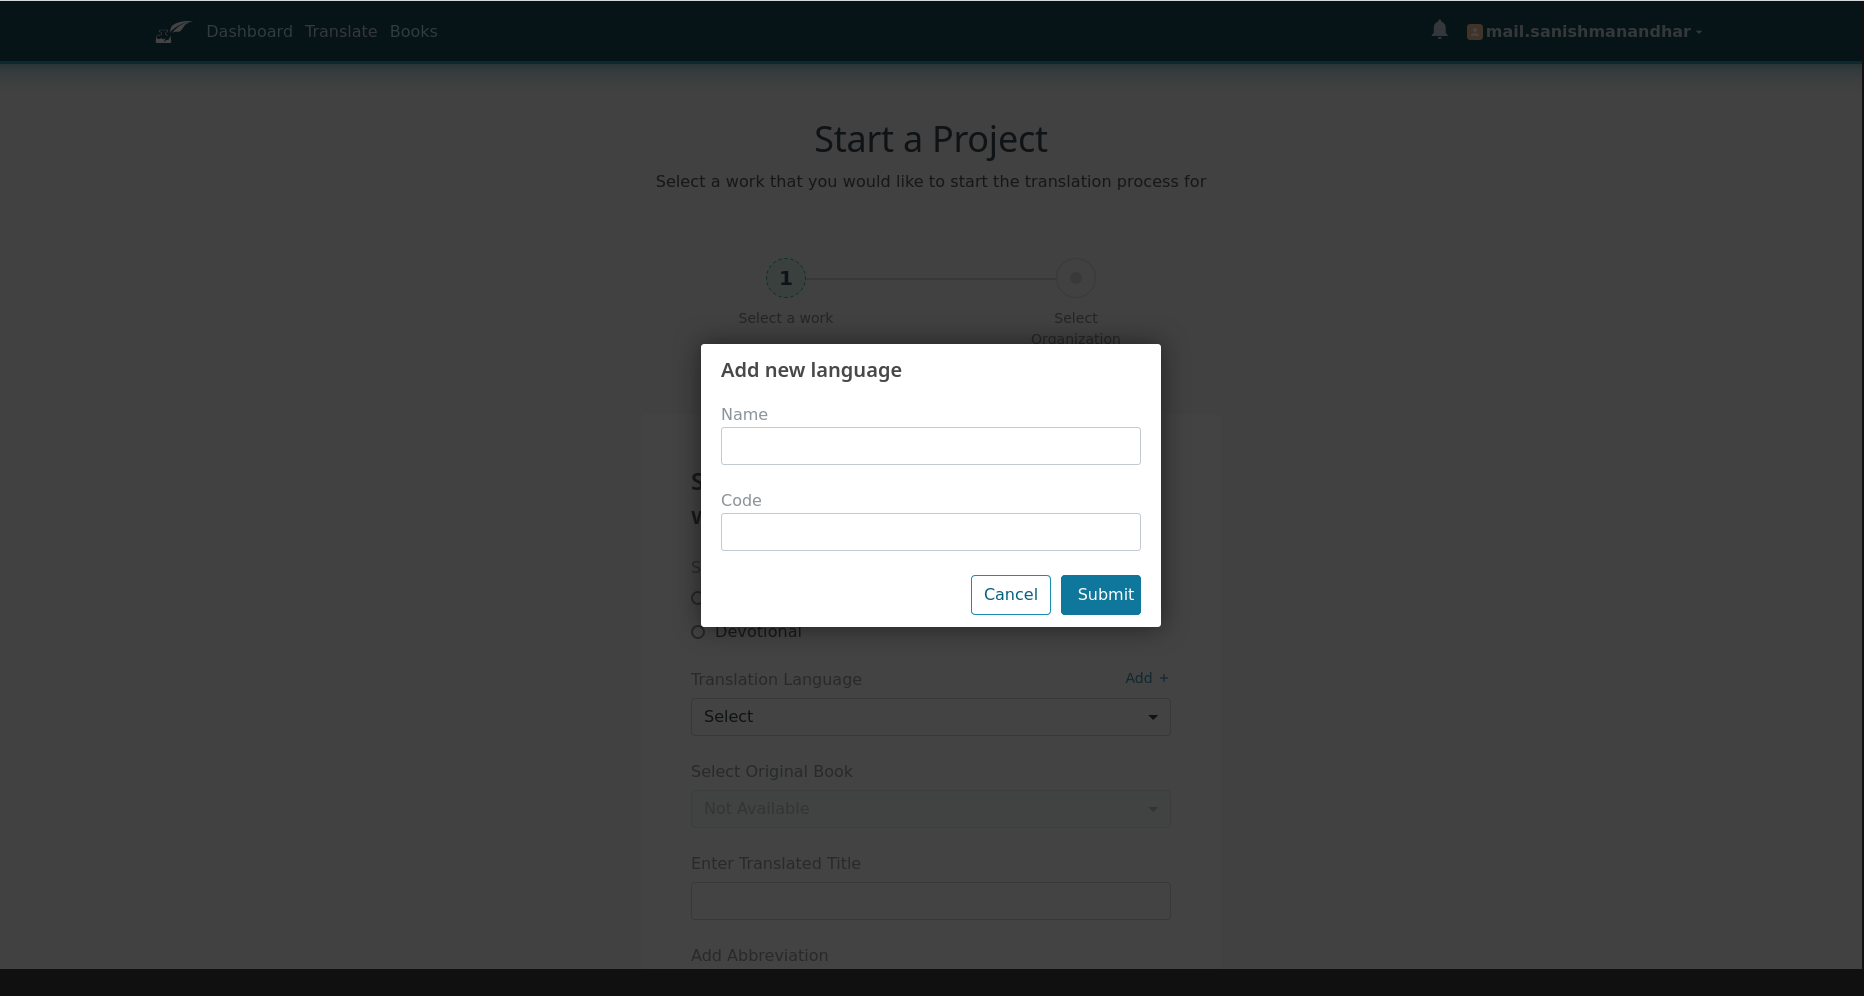 Dashboard Translate Books
mail.sanishmanandhar
Start a Project
Select a work that you would like to start the translation process for
1
Select a work
Select
Organization
Add new language
Name
Code
Cancel Submit
Devotional
Translation Language
Add +
Select
Select Original Book
Not Available
Enter Translated Title
Add Abbreviation